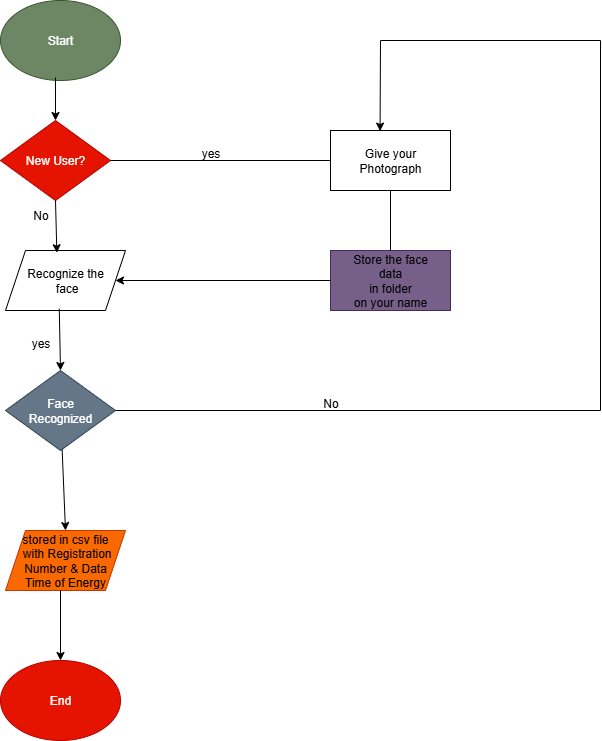 Start
New User?
yes
Give your
Photograph
No
Recognize the
face
Store the face
data
in folder
on your name
yes
Face
Recognized
No
stored in csv file
with Registration
Number & Data
Time of Energy
End